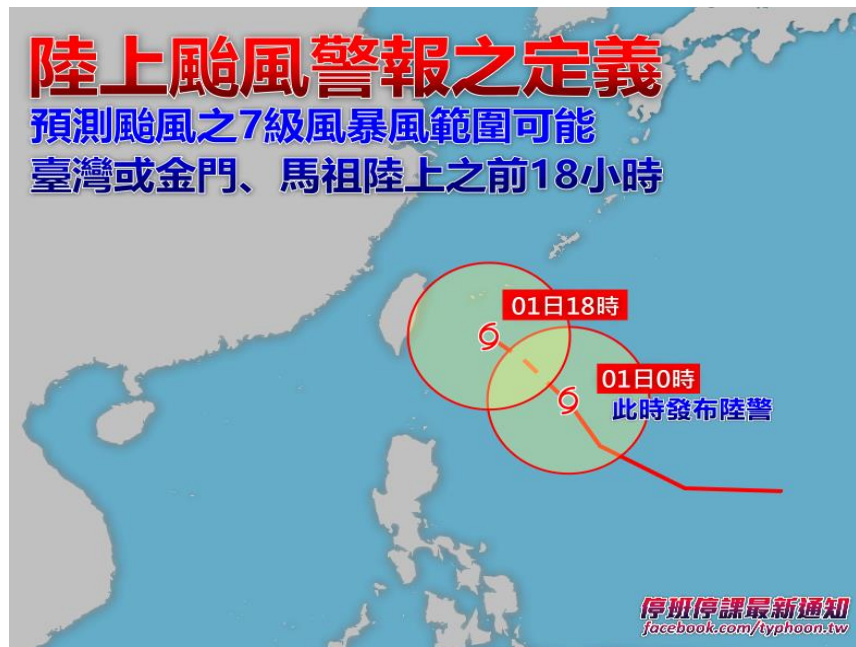 陸上颱風警報之定義
預測颱風之7級風暴風範圍可能
臺灣或金門、馬祖陸上之前18小時
01日18時
01日0時
此時發布陸警
停班停課最新通知
facebook.com/typhoon.tw